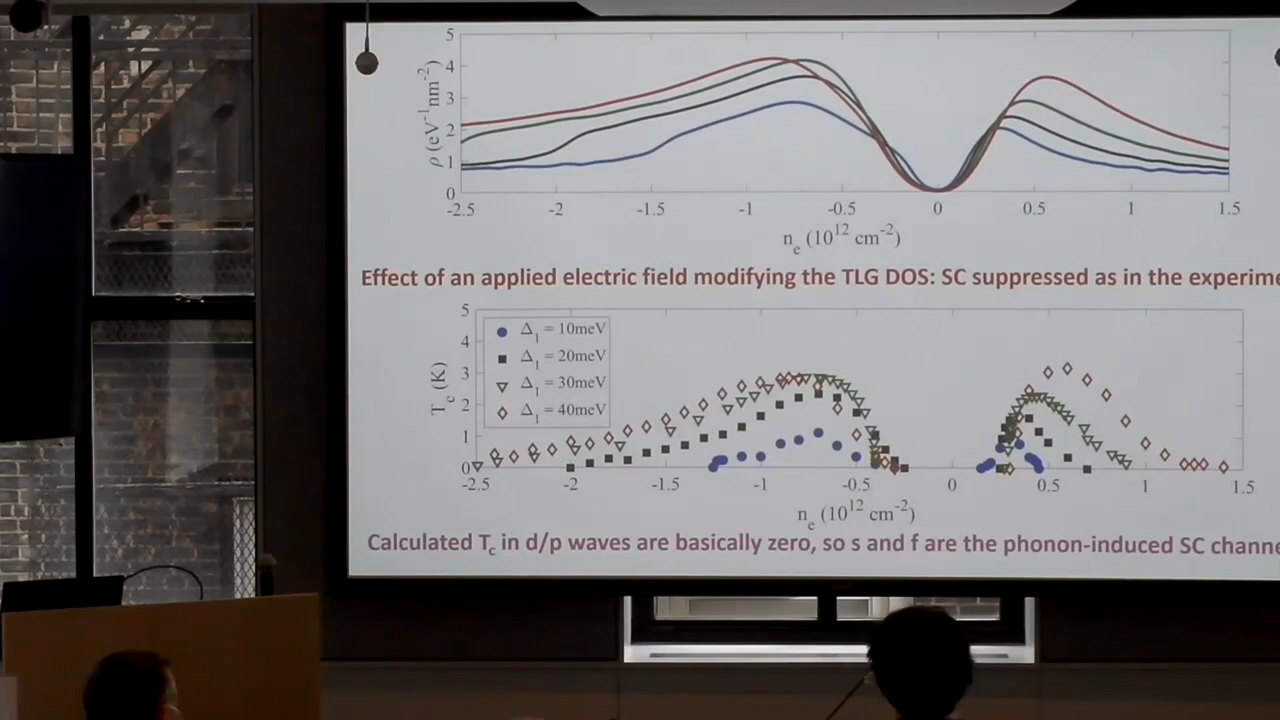 5
4
3
2
1
0
ρ (eV⁻¹nm⁻²)
-2.5 -2 -1.5 -1 -0.5 0 0.5 1 1.5
nₑ (10¹² cm⁻²)
Effect of an applied electric field modifying the TLG DOS: SC suppressed as in the experime
5
4
3
2
1
0
T_c (K)
Δ₁ = 10meV
Δ₁ = 20meV
Δ₁ = 30meV
Δ₁ = 40meV
-2.5 -2 -1.5 -1 -0.5 0 0.5 1 1.5
nₑ (10¹² cm⁻²)
Calculated T_c in d/p waves are basically zero, so s and f are the phonon-induced SC channe